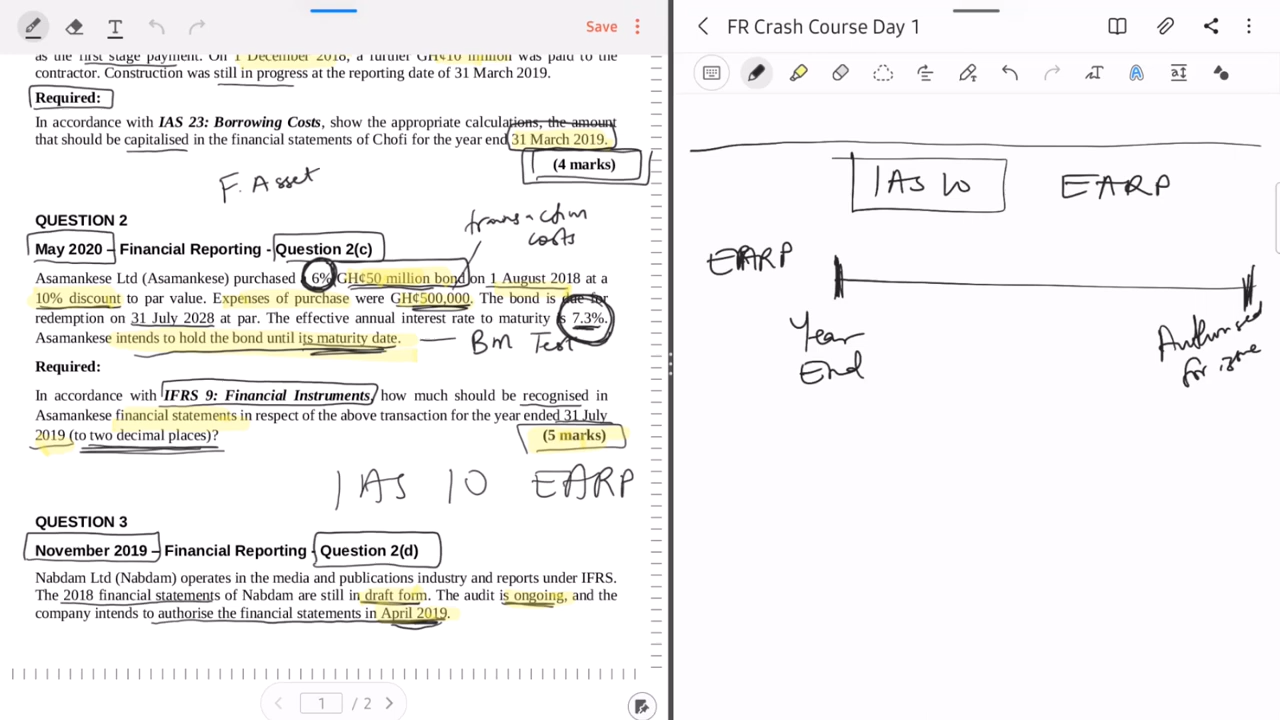 Save
as the first stage payment. On 1 December 2018, a further GH¢10 million was paid to the
contractor. Construction was still in progress at the reporting date of 31 March 2019.
Required:
In accordance with IAS 23: Borrowing Costs, show the appropriate calculations, the amount
that should be capitalised in the financial statements of Chofi for the year end 31 March 2019.
(4 marks)
F. Asset
QUESTION 2
transaction
costs
May 2020 – Financial Reporting - Question 2(c)
Asamankese Ltd (Asamankese) purchased a 6% GH¢50 million bond on 1 August 2018 at a
10% discount to par value. Expenses of purchase were GH¢500,000. The bond is due for
redemption on 31 July 2028 at par. The effective annual interest rate to maturity is 7.3%.
Asamankese intends to hold the bond until its maturity date.
Bm Test
Required:
In accordance with IFRS 9: Financial Instruments, how much should be recognised in
Asamankese financial statements in respect of the above transaction for the year ended 31 July
2019 (to two decimal places)?
(5 marks)
IAS 10 EARP
QUESTION 3
November 2019 – Financial Reporting - Question 2(d)
Nabdam Ltd (Nabdam) operates in the media and publications industry and reports under IFRS.
The 2018 financial statements of Nabdam are still in draft form. The audit is ongoing, and the
company intends to authorise the financial statements in April 2019.
1 / 2
FR Crash Course Day 1
IAS 10 EARP
EARP
Year
End
Authorised
for issue